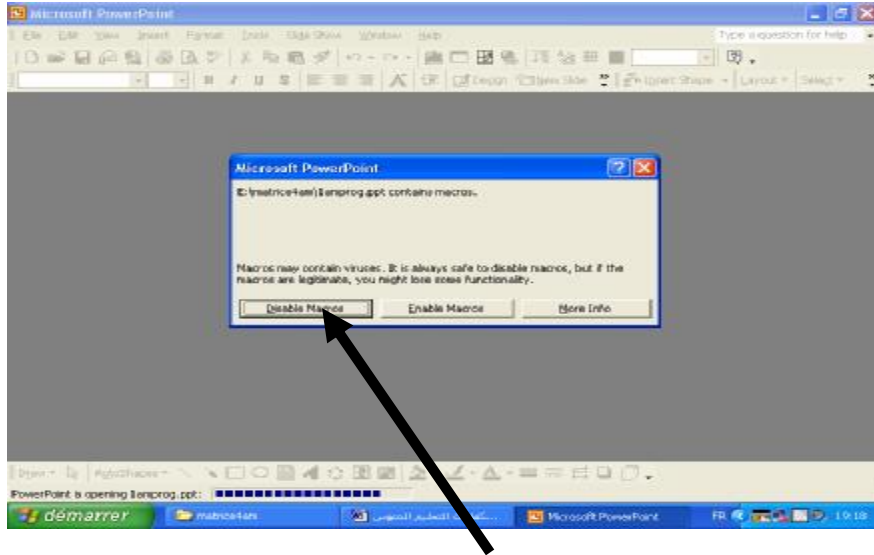 Microsoft PowerPoint
File Edit View Insert Format Tools Slide Show Window Help Type a question for help
B I U S Design New Slide Insert Shape Layout Select
Microsoft PowerPoint
contains macros.
Macros may contain viruses. It is always safe to disable macros, but if the
macros are legitimate, you might lose some functionality.
Disable Macros Enable Macros More Info
Draw AutoShapes
PowerPoint is opening
démarrer matrice4am Microsoft PowerPoint FR 19:18